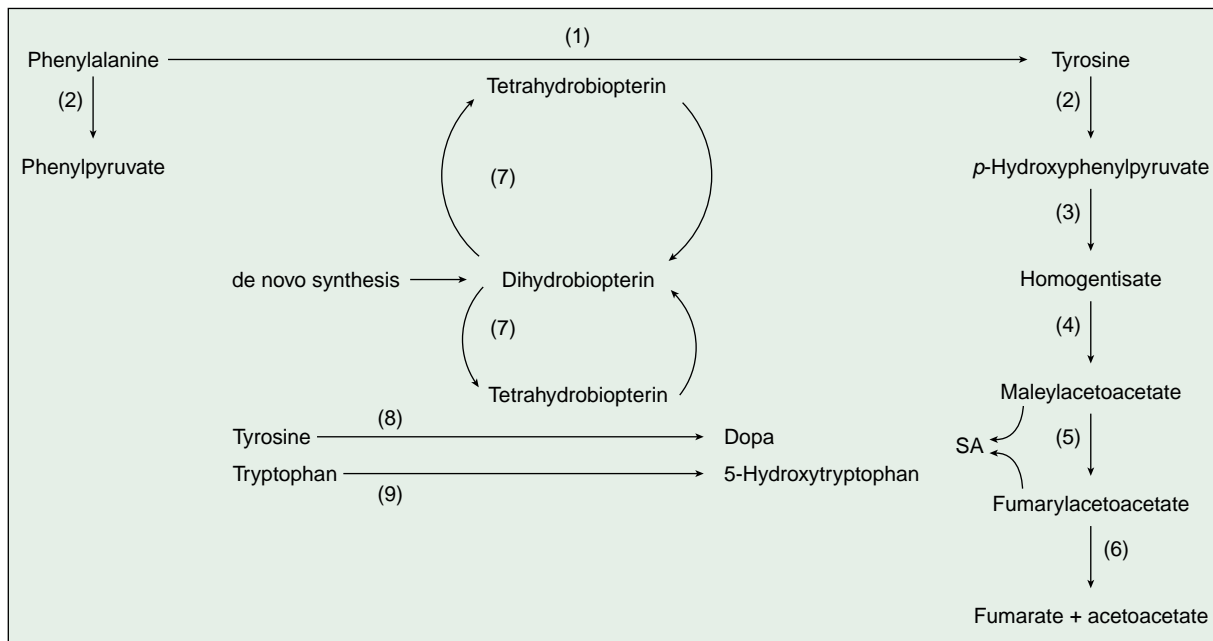 (1)
Phenylalanine
Tyrosine
(2)
Tetrahydrobiopterin
(2)
Phenylpyruvate
(7)
p-Hydroxyphenylpyruvate
(3)
de novo synthesis
Dihydrobiopterin
Homogentisate
(7)
(4)
Tetrahydrobiopterin
Maleylacetoacetate
(8)
Tyrosine
Dopa
SA
(5)
Tryptophan
5-Hydroxytryptophan
(9)
Fumarylacetoacetate
(6)
Fumarate + acetoacetate